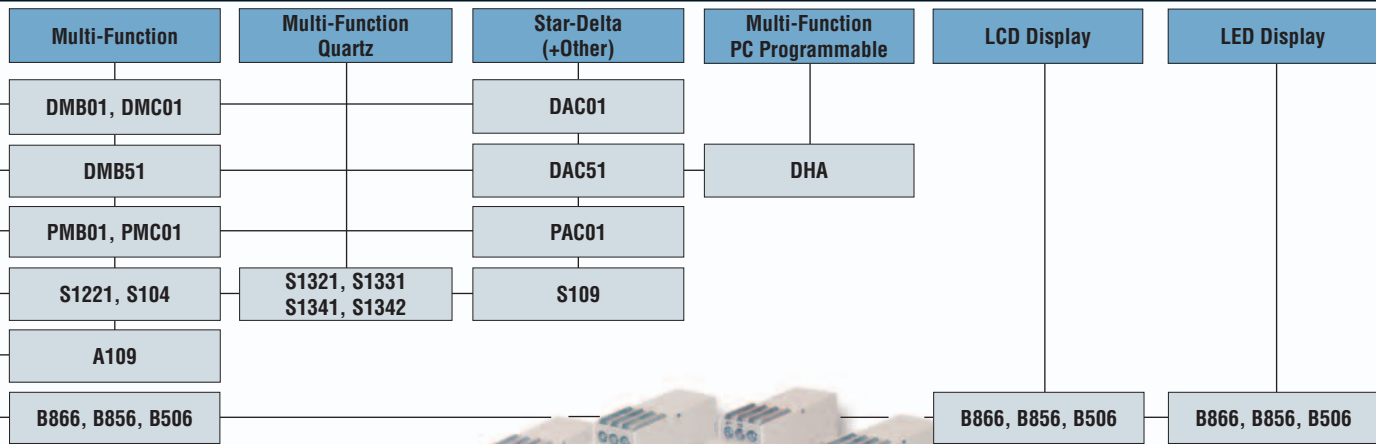 Multi-Function
Multi-Function
Quartz
Star-Delta
(+Other)
Multi-Function
PC Programmable
LCD Display
LED Display
DMB01, DMC01
DAC01
DMB51
DAC51
DHA
PMB01, PMC01
PAC01
S1221, S104
S1321, S1331
S1341, S1342
S109
A109
B866, B856, B506
B866, B856, B506
B866, B856, B506